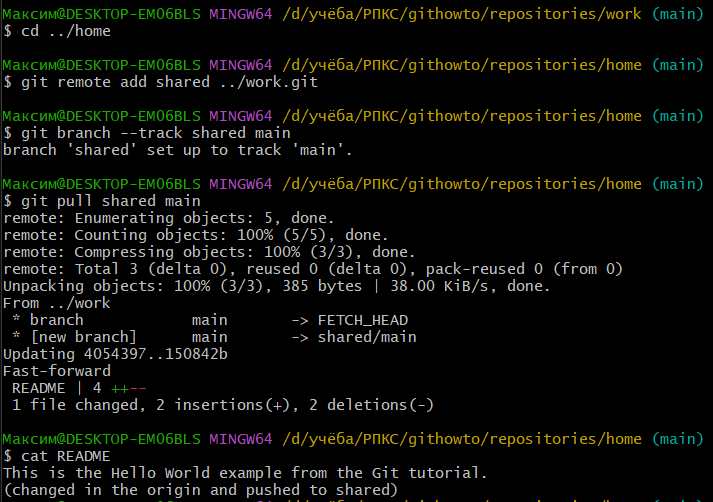 Максим@DESKTOP-EMO6BLS MINGW64 /d/учёба/РПКС/githowto/repositories/work (main)
$ cd ../home
Максим@DESKTOP-EMO6BLS MINGW64 /d/учёба/РПКС/githowto/repositories/home (main)
$ git remote add shared ../work.git
Максим@DESKTOP-EMO6BLS MINGW64 /d/учёба/РПКС/githowto/repositories/home (main)
$ git branch --track shared main
branch 'shared' set up to track 'main'.
Максим@DESKTOP-EMO6BLS MINGW64 /d/учёба/РПКС/githowto/repositories/home (main)
$ git pull shared main
remote: Enumerating objects: 5, done.
remote: Counting objects: 100% (5/5), done.
remote: Compressing objects: 100% (3/3), done.
remote: Total 3 (delta 0), reused 0 (delta 0), pack-reused 0 (from 0)
Unpacking objects: 100% (3/3), 385 bytes | 38.00 KiB/s, done.
From ../work
 * branch            main       -> FETCH_HEAD
 * [new branch]      main       -> shared/main
Updating 4054397..150842b
Fast-forward
 README | 4 ++--
 1 file changed, 2 insertions(+), 2 deletions(-)
Максим@DESKTOP-EMO6BLS MINGW64 /d/учёба/РПКС/githowto/repositories/home (main)
$ cat README
This is the Hello World example from the Git tutorial.
(changed in the origin and pushed to shared)